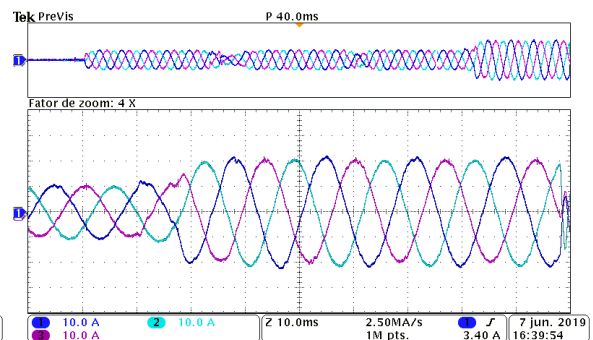 Tek PreVis P 40.0ms
1
Fator de zoom: 4 X
1
1 10.0 A 2 10.0 A Z 10.0ms 2.50MA/s 1 7 jun. 2019
3 10.0 A 1M pts. 3.40 A 16:39:54